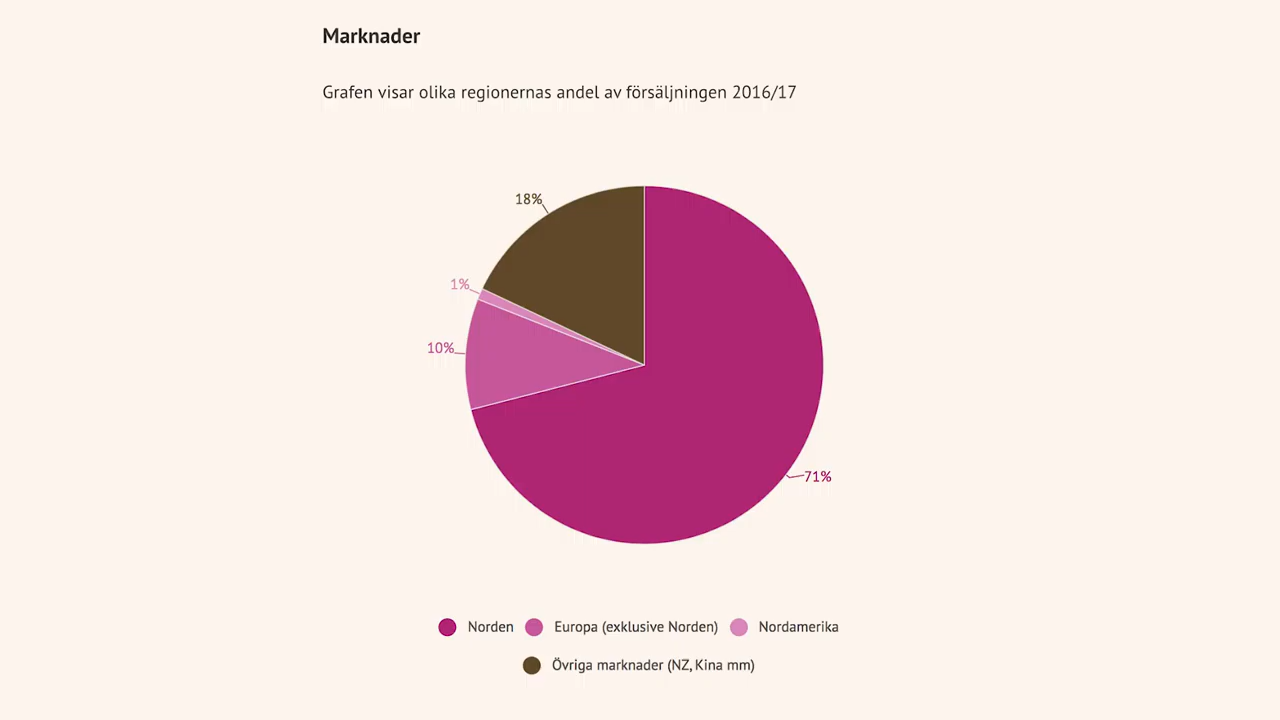 Marknader
Grafen visar olika regionernas andel av försäljningen 2016/17
18%
1%
10%
71%
Norden
Europa (exklusive Norden)
Nordamerika
Övriga marknader (NZ, Kina mm)